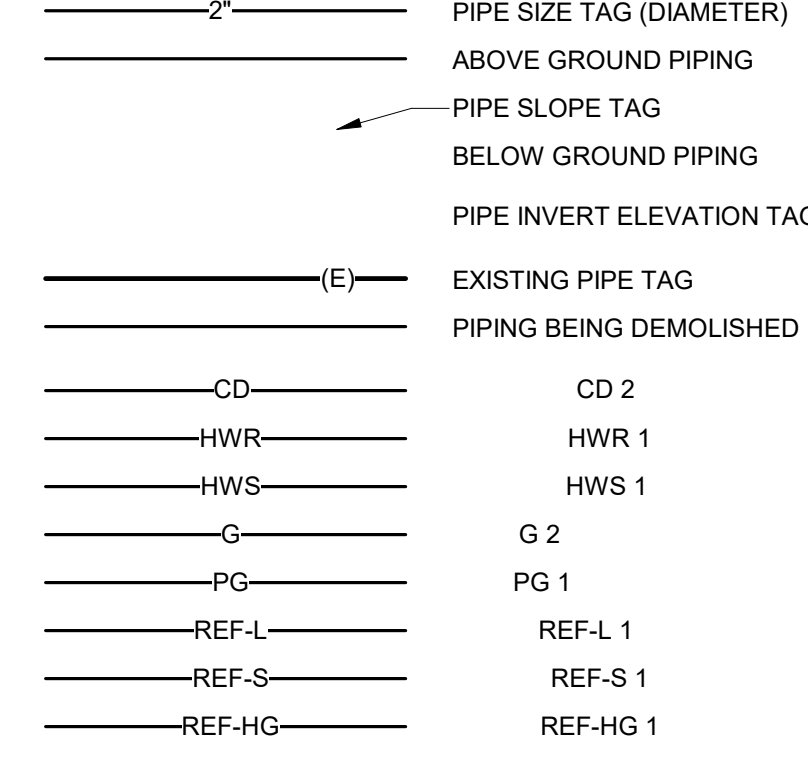 2" PIPE SIZE TAG (DIAMETER)
ABOVE GROUND PIPING
PIPE SLOPE TAG
BELOW GROUND PIPING
PIPE INVERT ELEVATION TAG
(E) EXISTING PIPE TAG
PIPING BEING DEMOLISHED
CD CD 2
HWR HWR 1
HWS HWS 1
G G 2
PG PG 1
REF-L REF-L 1
REF-S REF-S 1
REF-HG REF-HG 1